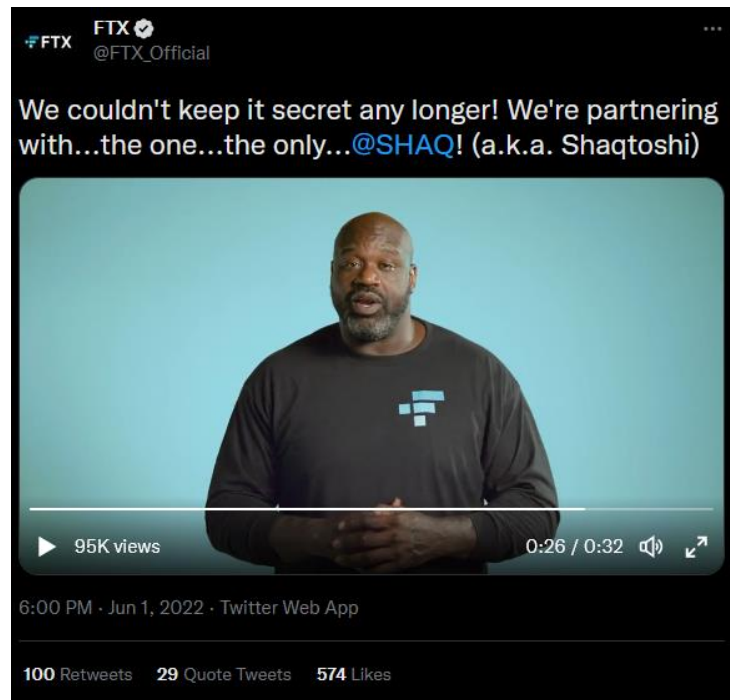 FTX
FTX
@FTX_Official
We couldn't keep it secret any longer! We're partnering
with...the one...the only...@SHAQ! (a.k.a. Shaqtoshi)
95K views
0:26 / 0:32
6:00 PM · Jun 1, 2022 · Twitter Web App
100 Retweets 29 Quote Tweets 574 Likes